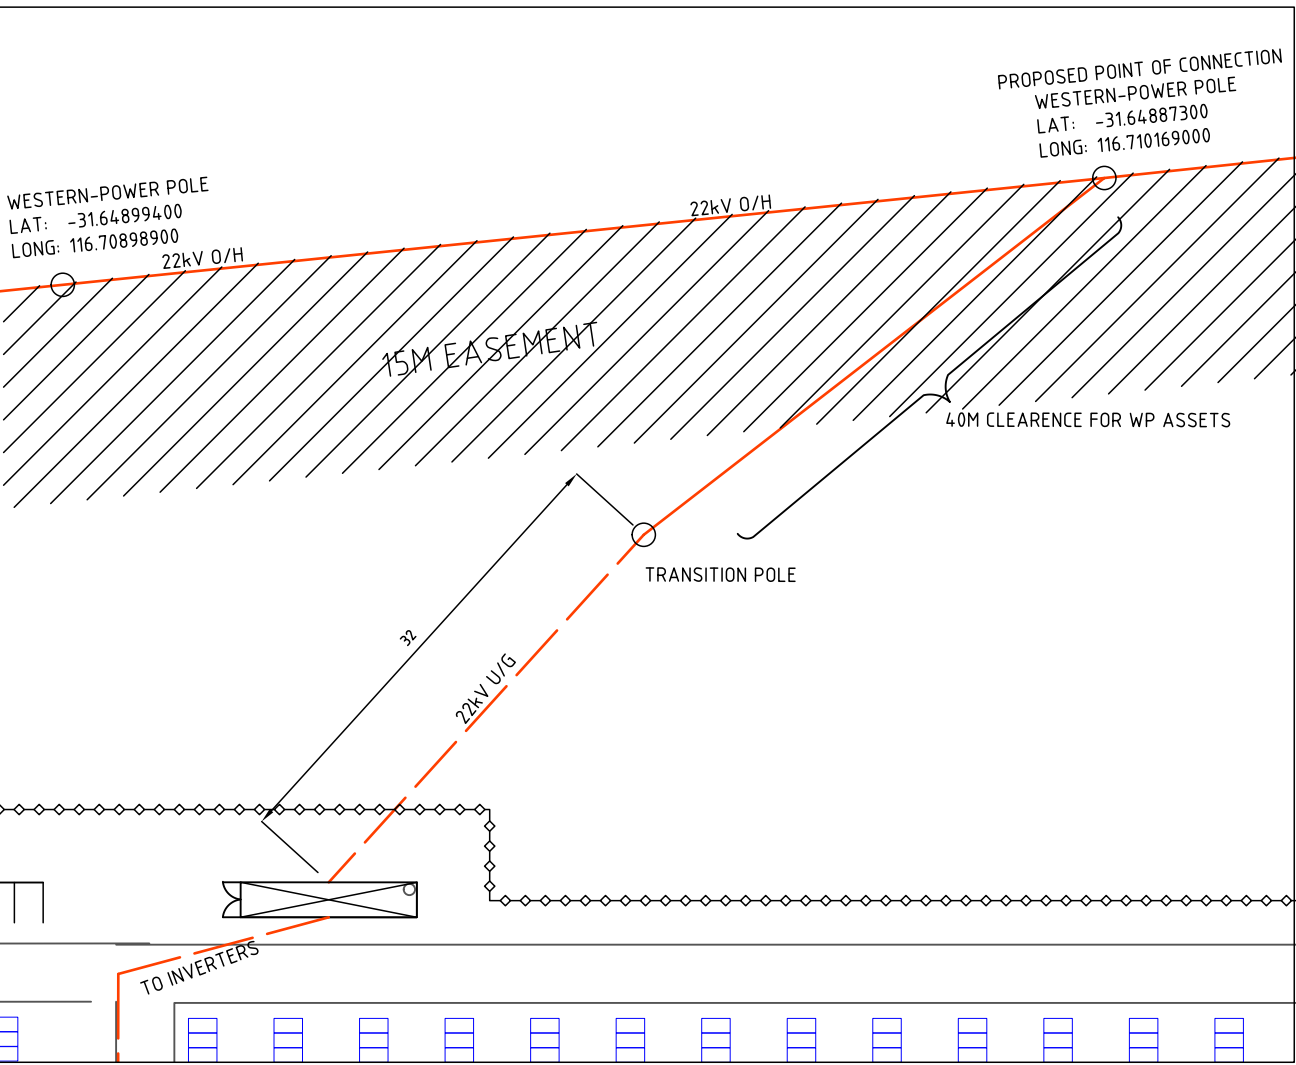 PROPOSED POINT OF CONNECTION
WESTERN-POWER POLE
LAT: -31.64887300
LONG: 116.710169000
WESTERN-POWER POLE
LAT: -31.64899400
LONG: 116.70898900
22kV O/H
22kV O/H
15M EASEMENT
40M CLEARENCE FOR WP ASSETS
TRANSITION POLE
32
22kV U/G
TO INVERTERS